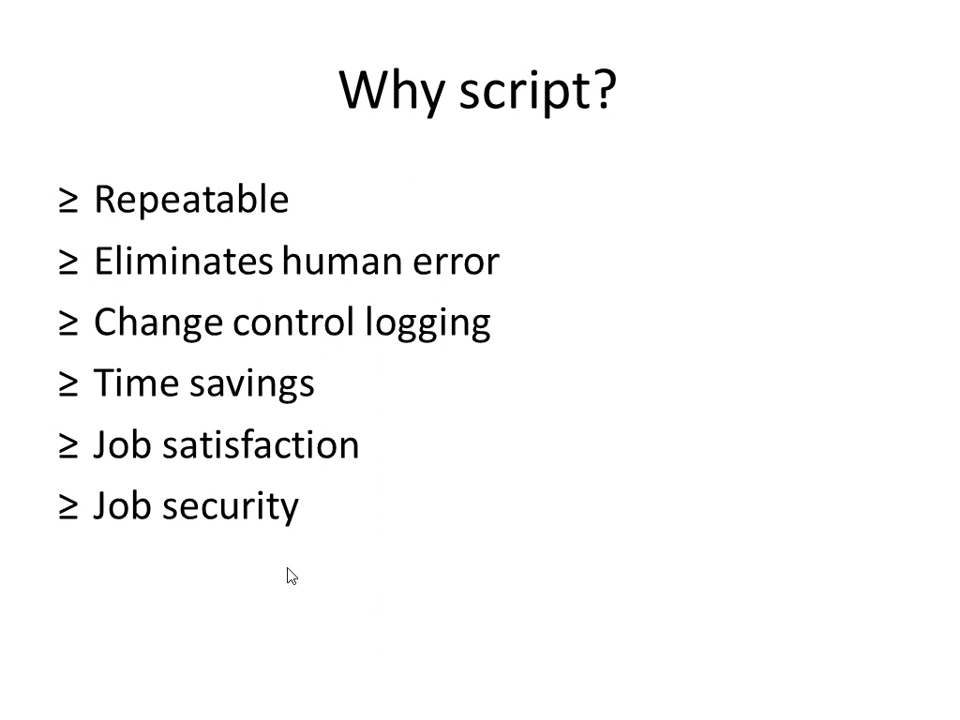 Why script?
≥ Repeatable
≥ Eliminates human error
≥ Change control logging
≥ Time savings
≥ Job satisfaction
≥ Job security